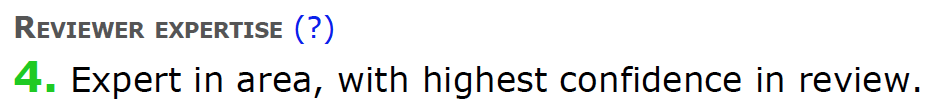 REVIEWER EXPERTISE (?)
4. Expert in area, with highest confidence in review.